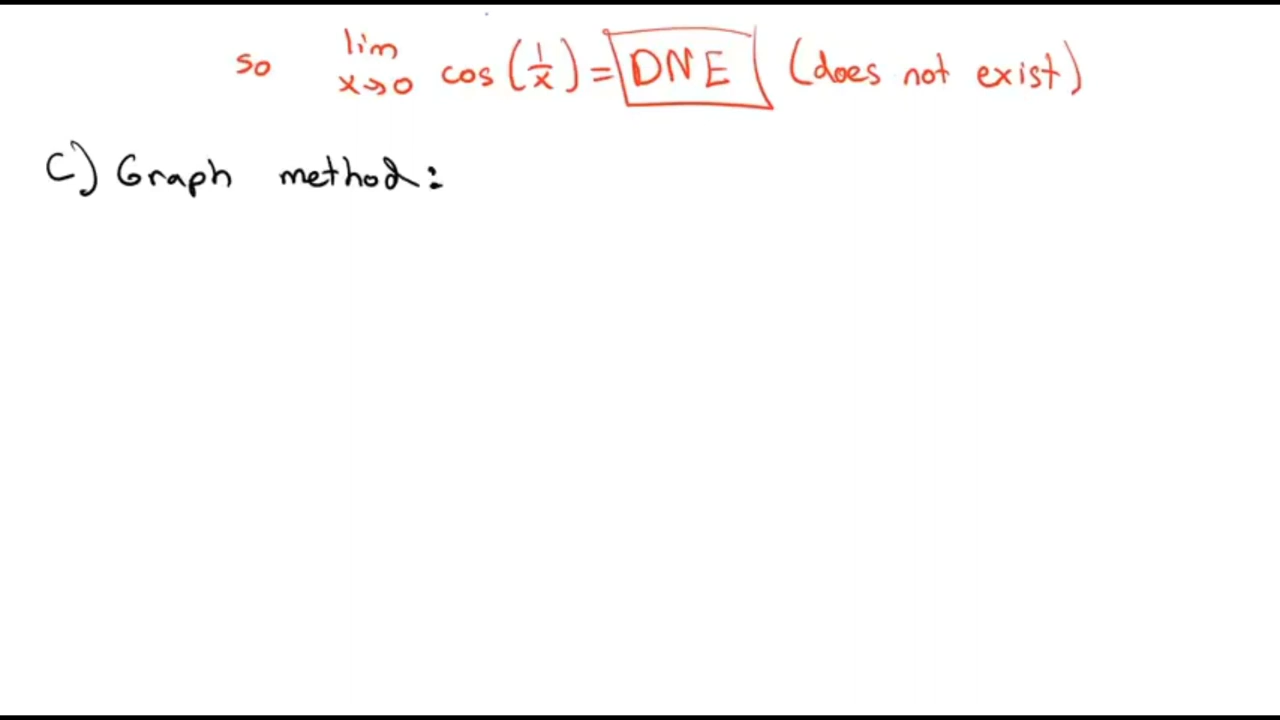 so lim x→0 cos(1/x) = DNE (does not exist)
C) Graph method: